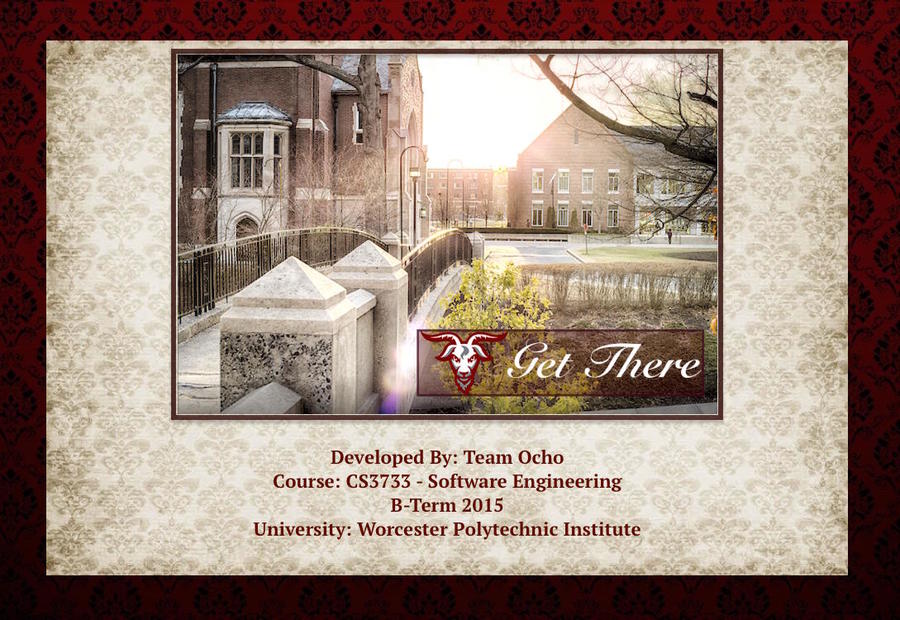 Get There
Developed By: Team Ocho
Course: CS3733 - Software Engineering
B-Term 2015
University: Worcester Polytechnic Institute